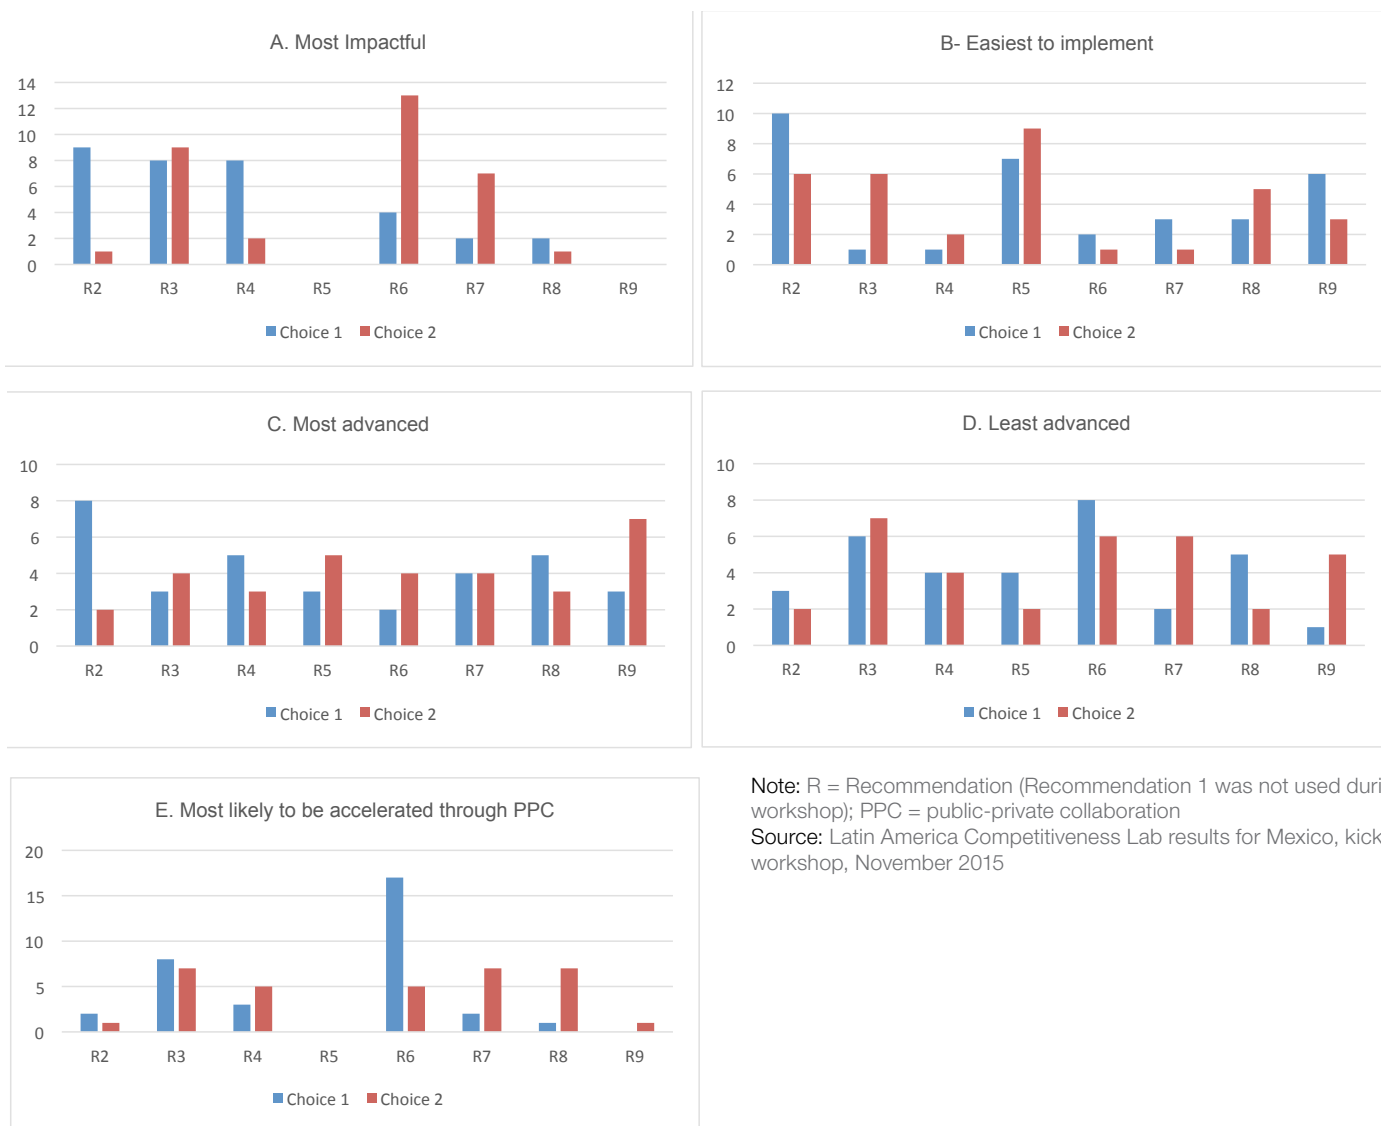 A. Most Impactful
14
12
10
8
6
4
2
0
R2 R3 R4 R5 R6 R7 R8 R9
Choice 1 Choice 2
B- Easiest to implement
12
10
8
6
4
2
0
R2 R3 R4 R5 R6 R7 R8 R9
Choice 1 Choice 2
C. Most advanced
10
8
6
4
2
0
R2 R3 R4 R5 R6 R7 R8 R9
Choice 1 Choice 2
D. Least advanced
10
8
6
4
2
0
R2 R3 R4 R5 R6 R7 R8 R9
Choice 1 Choice 2
E. Most likely to be accelerated through PPC
20
15
10
5
0
R2 R3 R4 R5 R6 R7 R8 R9
Choice 1 Choice 2
Note: R = Recommendation (Recommendation 1 was not used duri
workshop); PPC = public-private collaboration
Source: Latin America Competitiveness Lab results for Mexico, kick
workshop, November 2015